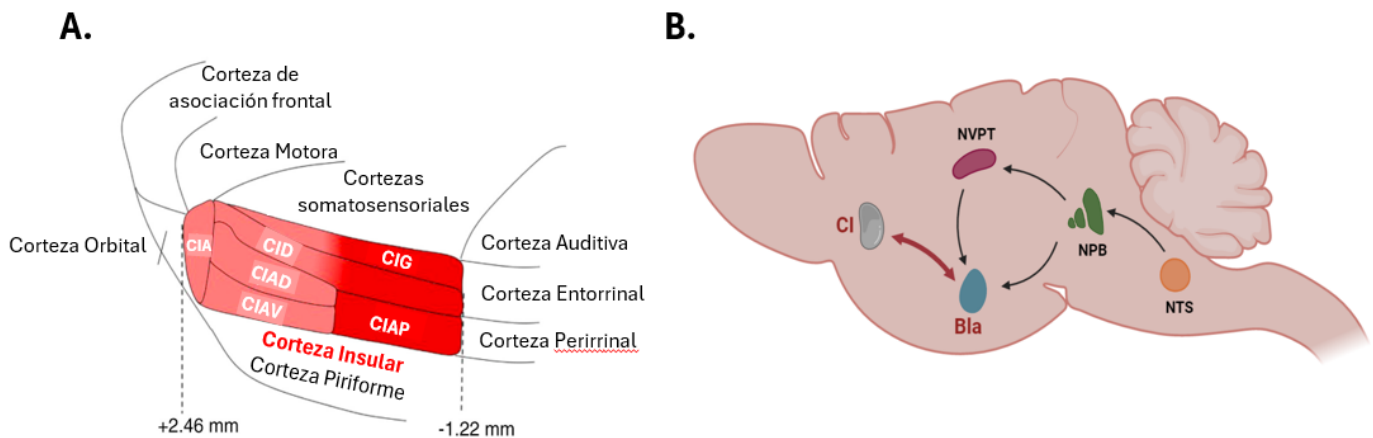 A.
Corteza de
asociación frontal
Corteza Motora
Cortezas
somatosensoriales
Corteza Orbital
CIA
CID
CIG
CIAD
CIAV
CIAP
Corteza Auditiva
Corteza Entorrinal
Corteza Perirrinal
Corteza Insular
Corteza Piriforme
+2.46 mm
-1.22 mm
B.
NVPT
CI
NPB
Bla
NTS